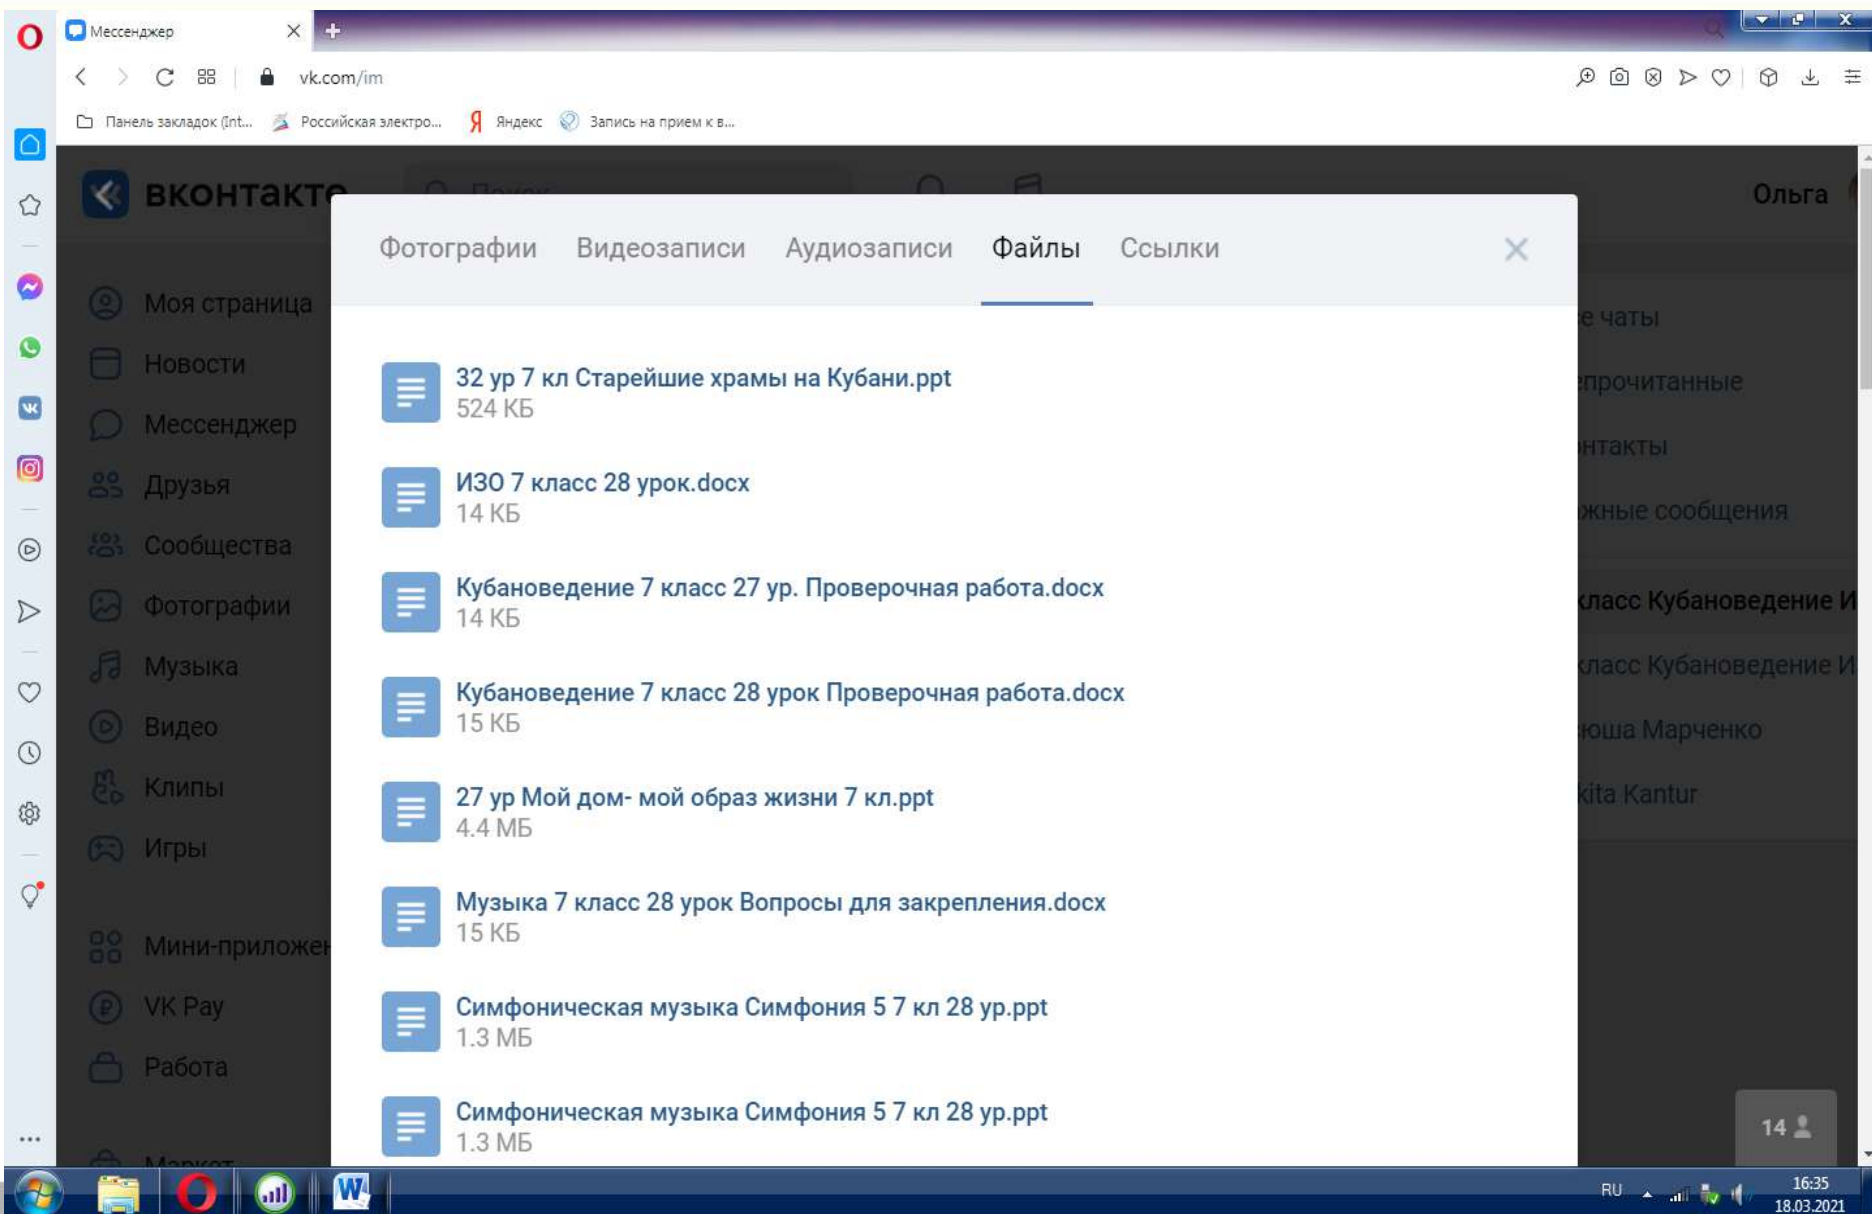 Мессенджер
vk.com/im
Панель закладок (Int...
Российская электро...
Яндекс
Запись на прием к в...
вконтакте
Ольга
Фотографии Видеозаписи Аудиозаписи Файлы Ссылки
Моя страница
Новости
Мессенджер
Друзья
Сообщества
Фотографии
Музыка
Видео
Клипы
Игры
Мини-приложен
VK Pay
Работа
Маркет
32 ур 7 кл Старейшие храмы на Кубани.ppt
524 КБ
ИЗО 7 класс 28 урок.docx
14 КБ
Кубановедение 7 класс 27 ур. Проверочная работа.docx
14 КБ
Кубановедение 7 класс 28 урок Проверочная работа.docx
15 КБ
27 ур Мой дом- мой образ жизни 7 кл.ppt
4.4 МБ
Музыка 7 класс 28 урок Вопросы для закрепления.docx
15 КБ
Симфоническая музыка Симфония 5 7 кл 28 ур.ppt
1.3 МБ
Симфоническая музыка Симфония 5 7 кл 28 ур.ppt
1.3 МБ
е чаты
епрочитанные
онтакты
ажные сообщения
класс Кубановедение И
класс Кубановедение И
сюша Марченко
kita Kantur
14
RU
16:35
18.03.2021